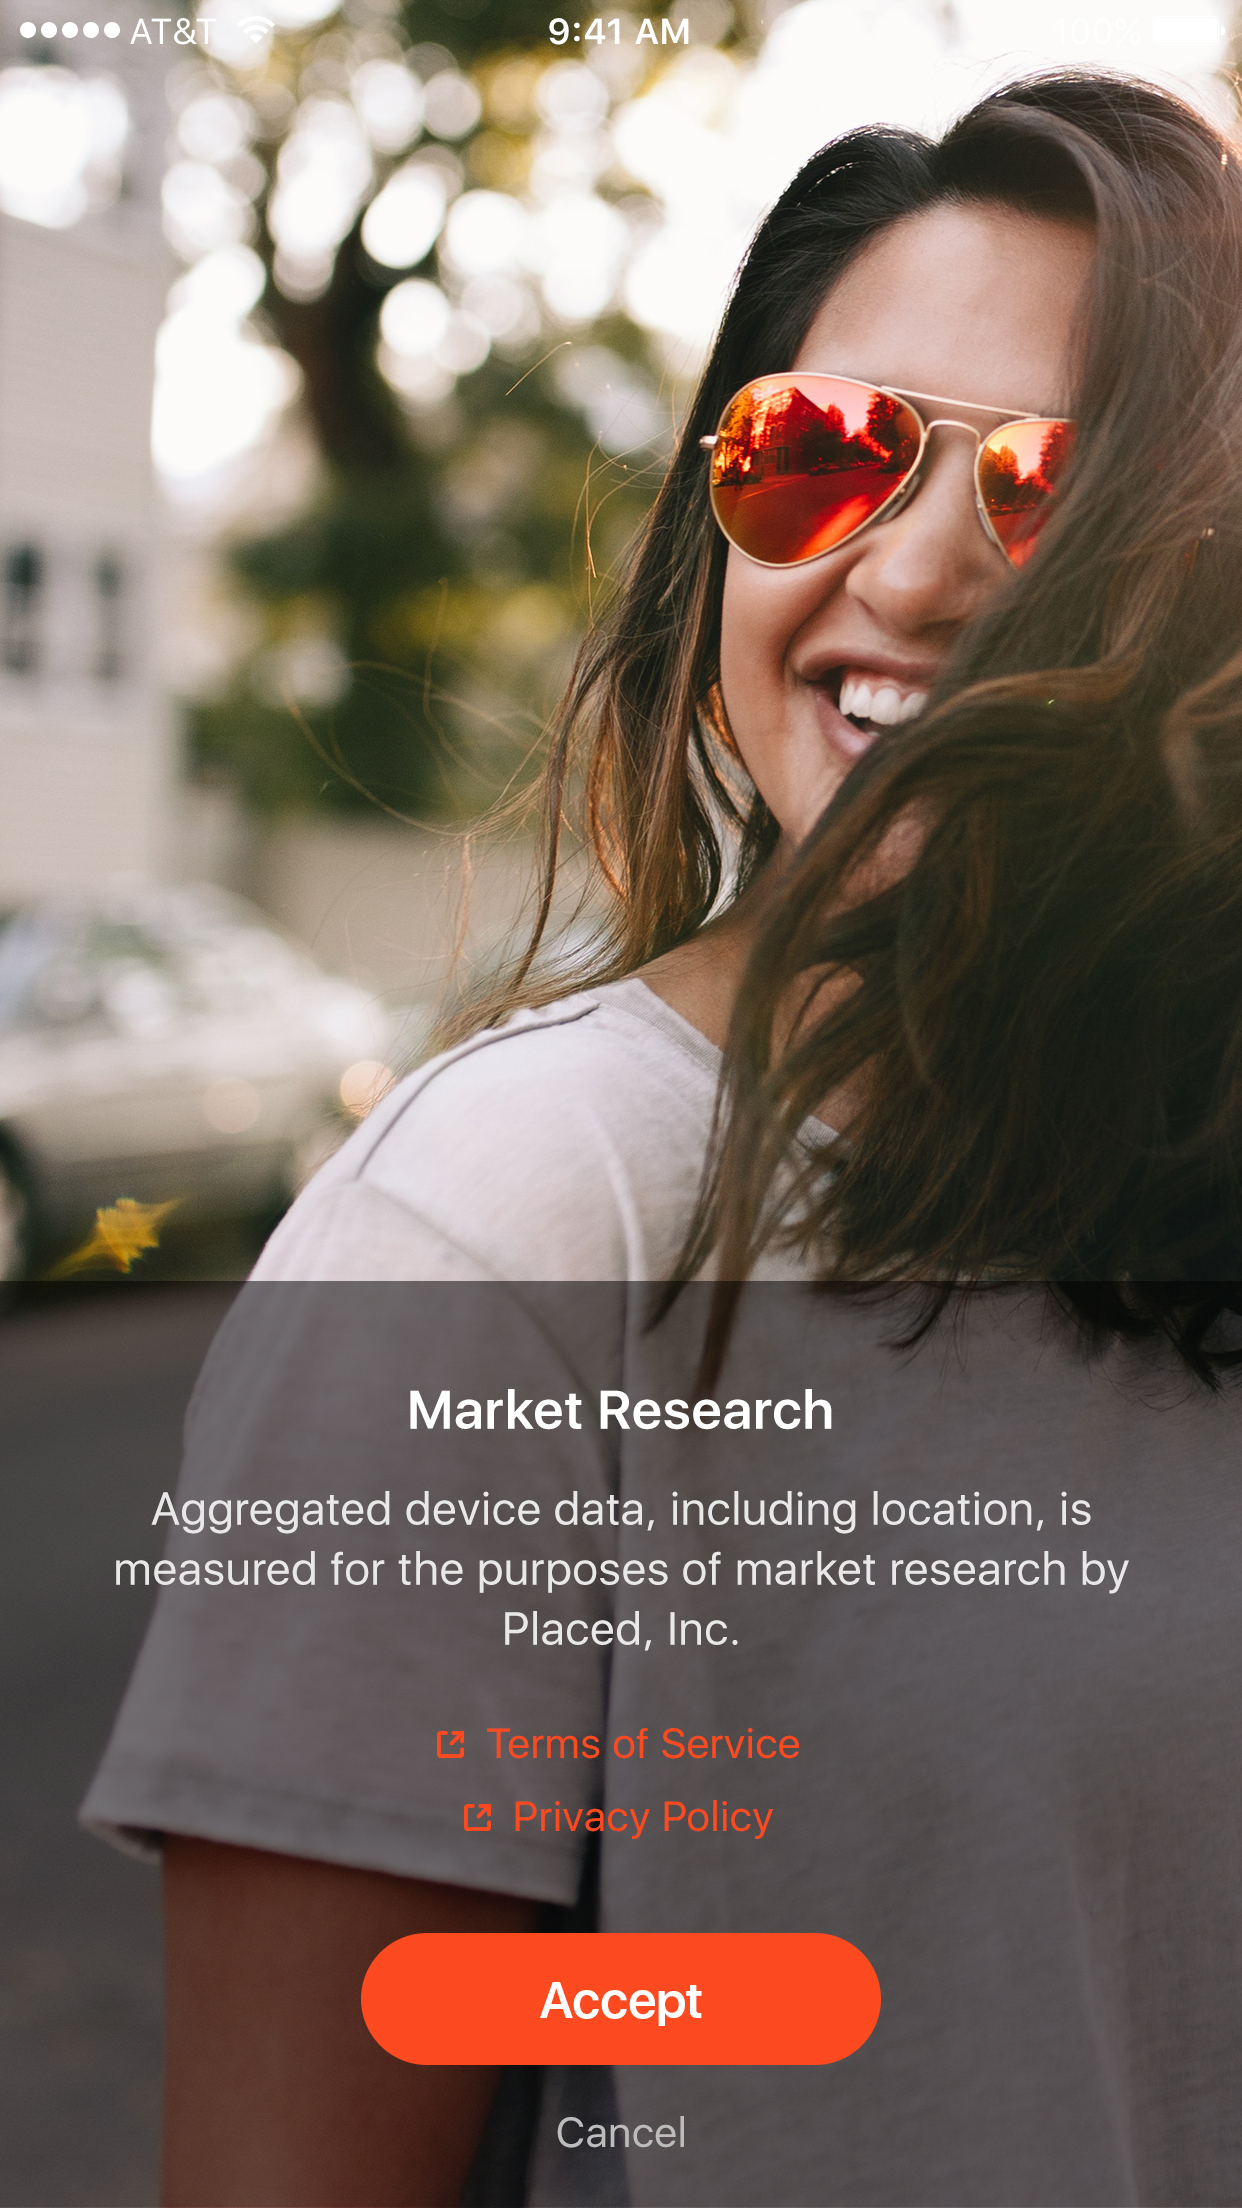 AT&T 9:41 AM 100%
Market Research
Aggregated device data, including location, is
measured for the purposes of market research by
Placed, Inc.
Terms of Service
Privacy Policy
Accept
Cancel